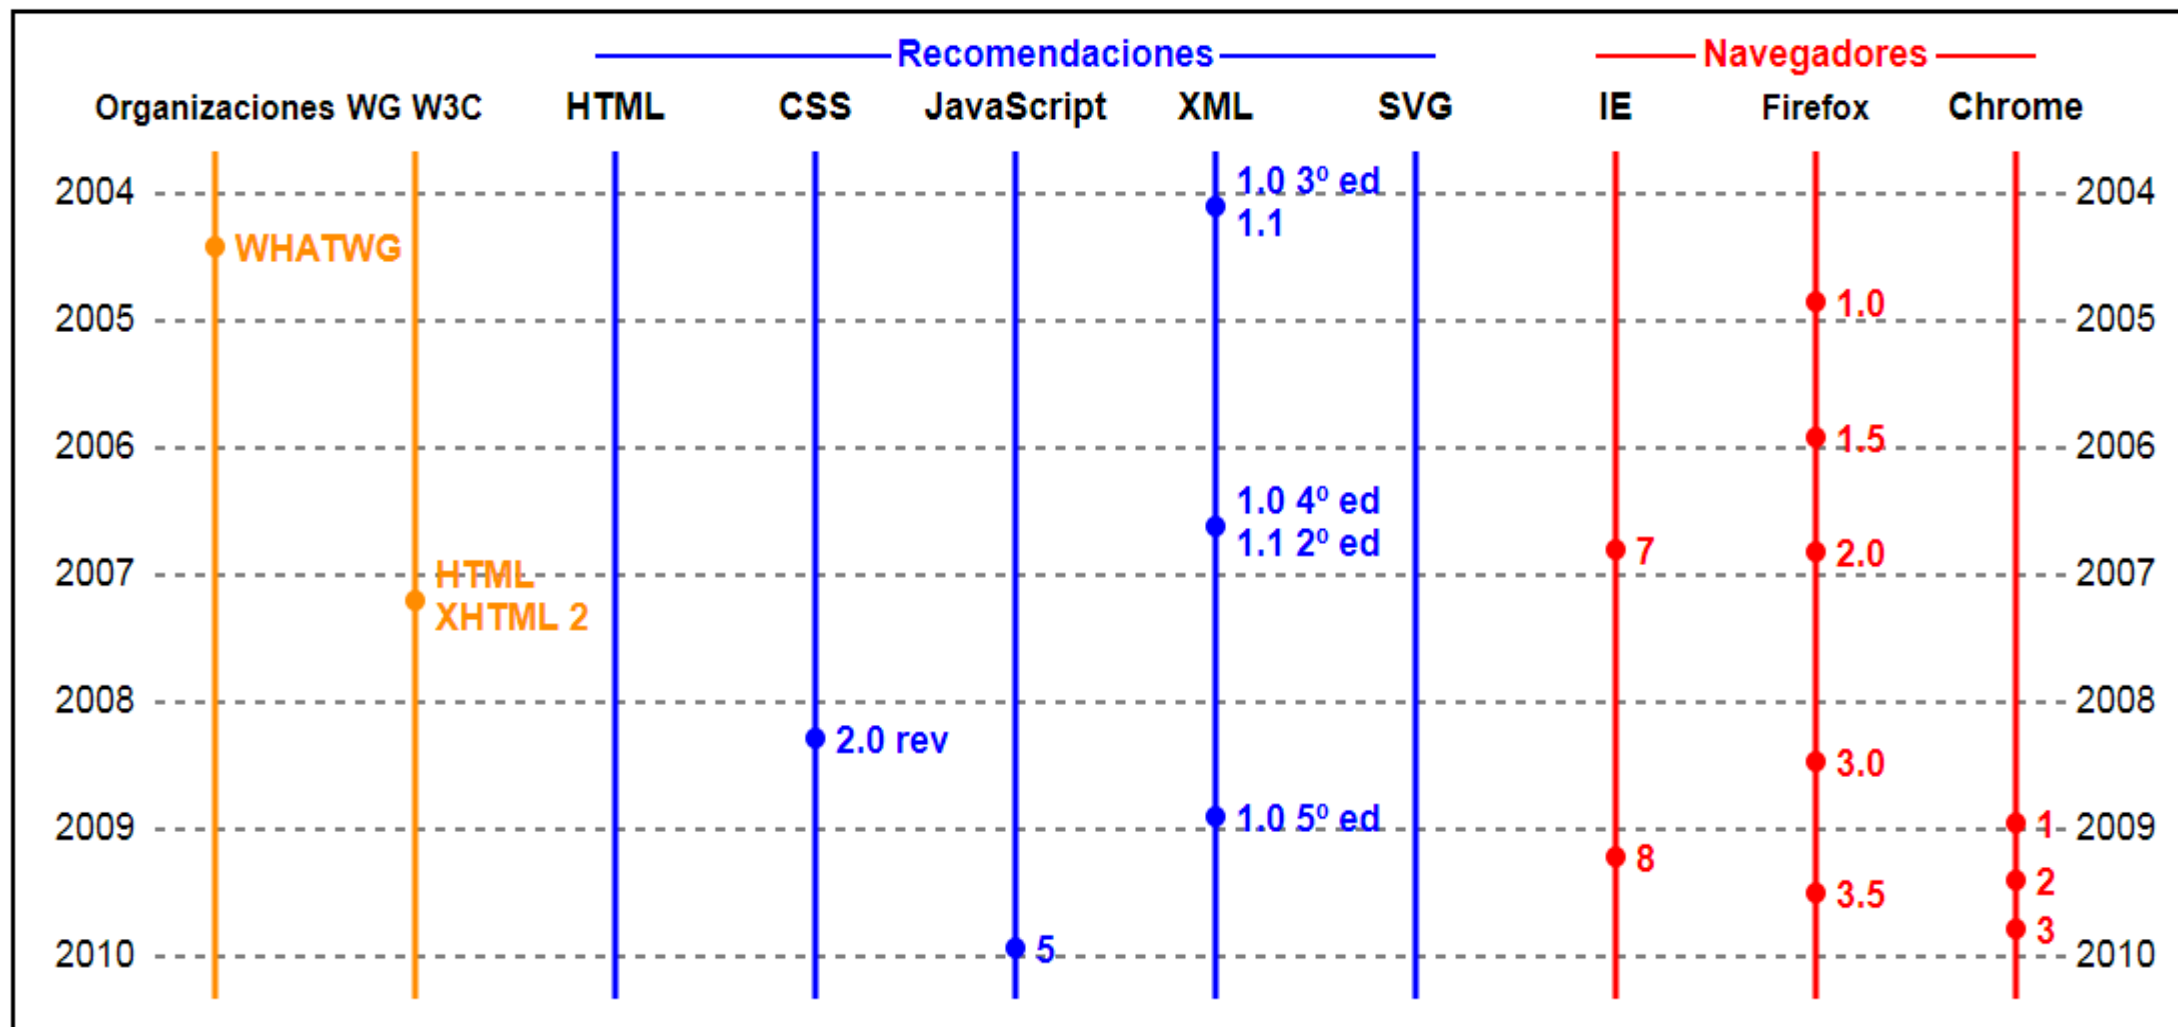 Recomendaciones Navegadores
Organizaciones WG W3C HTML CSS JavaScript XML SVG IE Firefox Chrome
1.0 3º ed
2004 2004
1.1
WHATWG
1.0
2005 2005
1.5
2006 2006
1.0 4º ed
1.1 2º ed
7 2.0
2007 HTML 2007
XHTML 2
2008 2008
2.0 rev
3.0
1.0 5º ed
2009 1 2009
8
2
3.5
3
2010 5 2010